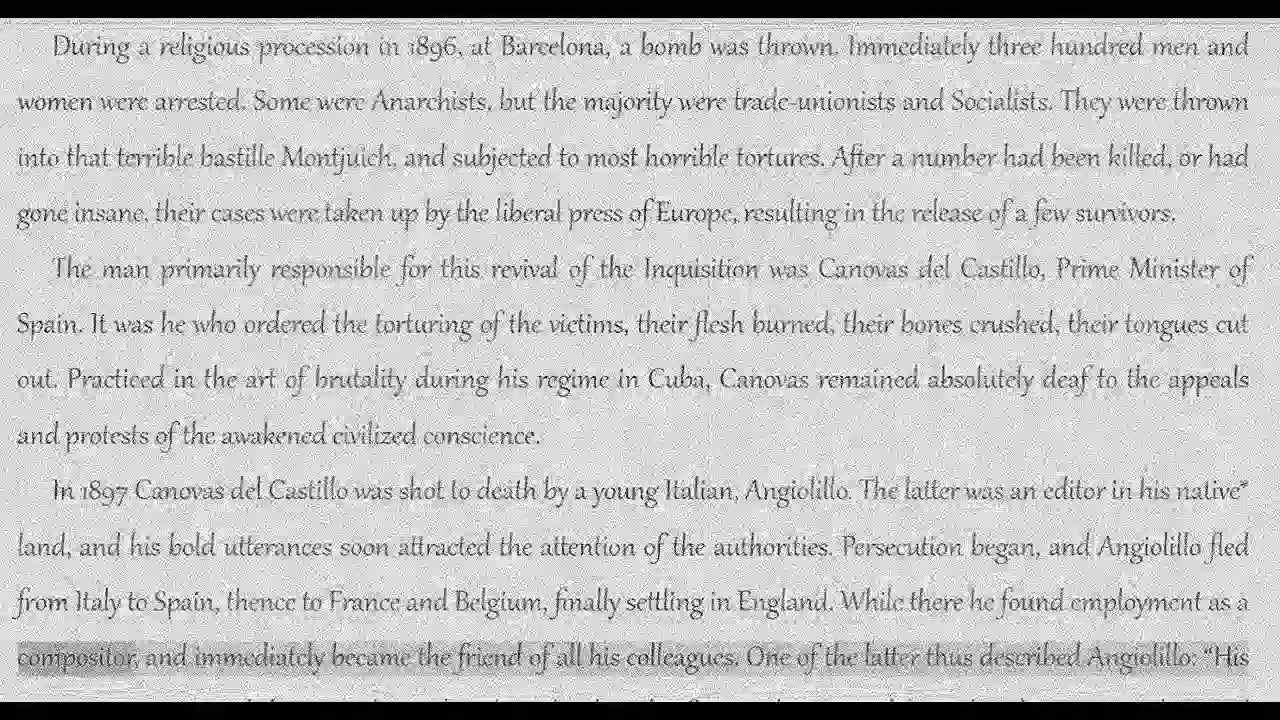 During a religious procession in 1896, at Barcelona, a bomb was thrown. Immediately three hundred men and
women were arrested. Some were Anarchists, but the majority were trade-unionists and Socialists. They were thrown
into that terrible bastille Montjuich, and subjected to most horrible tortures. After a number had been killed, or had
gone insane, their cases were taken up by the liberal press of Europe, resulting in the release of a few survivors.
The man primarily responsible for this revival of the Inquisition was Canovas del Castillo, Prime Minister of
Spain. It was he who ordered the torturing of the victims, their flesh burned, their bones crushed, their tongues cut
out. Practiced in the art of brutality during his regime in Cuba, Canovas remained absolutely deaf to the appeals
and protests of the awakened civilized conscience.
In 1897 Canovas del Castillo was shot to death by a young Italian, Angiolillo. The latter was an editor in his native*
land, and his bold utterances soon attracted the attention of the authorities. Persecution began, and Angiolillo fled
from Italy to Spain, thence to France and Belgium, finally settling in England. While there he found employment as a
compositor, and immediately became the friend of all his colleagues. One of the latter thus described Angiolillo: “His